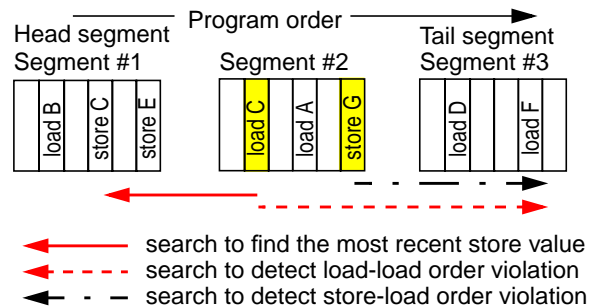 Program order
Head segment
Tail segment
Segment #1
Segment #2
Segment #3
load B
store C
store E
load C
load A
store G
load D
load F
search to find the most recent store value
search to detect load-load order violation
search to detect store-load order violation